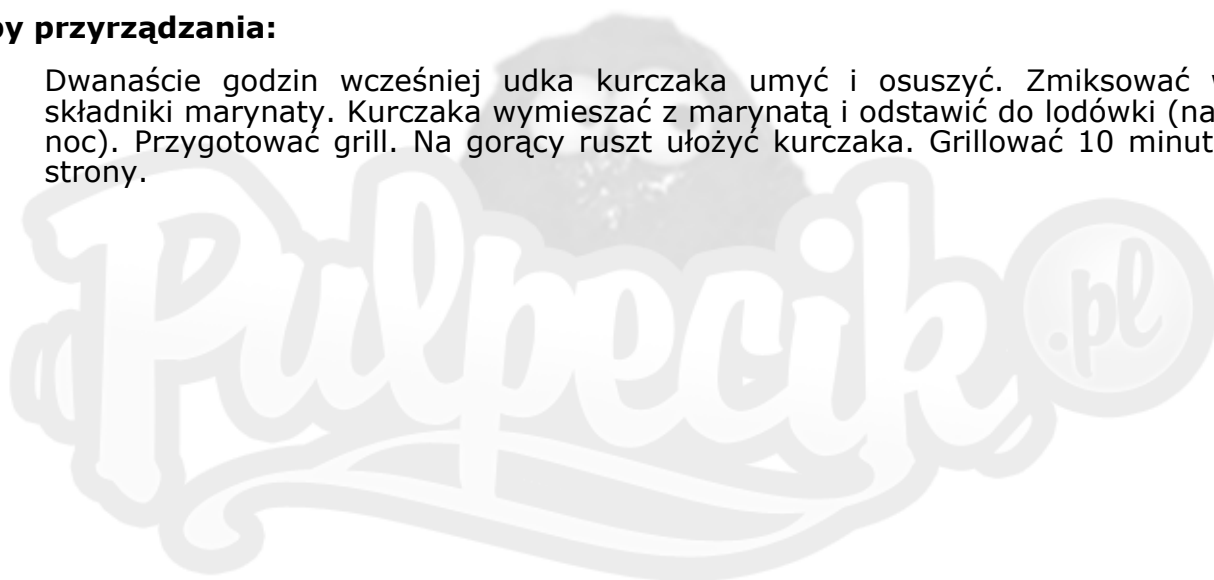 przyrządzania:
Dwanaście godzin wcześniej udka kurczaka umyć i osuszyć. Zmiksować
składniki marynaty. Kurczaka wymieszać z marynatą i odstawić do lodówki (na
noc). Przygotować grill. Na gorący ruszt ułożyć kurczaka. Grillować 10 minut
strony.
Pulpecik.pl